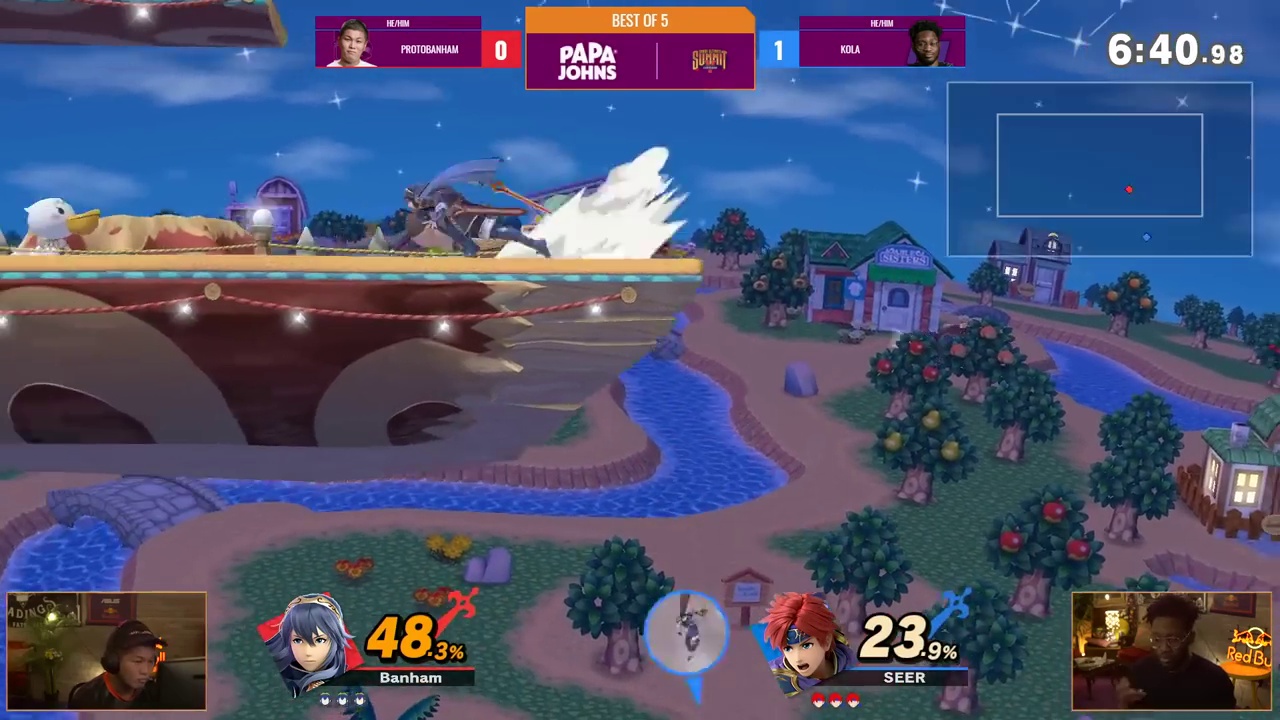 HE/HIM
PROTOBANHAM
0
BEST OF 5
PAPA
JOHNS
SUMMIT
1
HE/HIM
KOLA
6:40.98
SISTERS
48.3%
Banham
23.9%
SEER
Red Bu